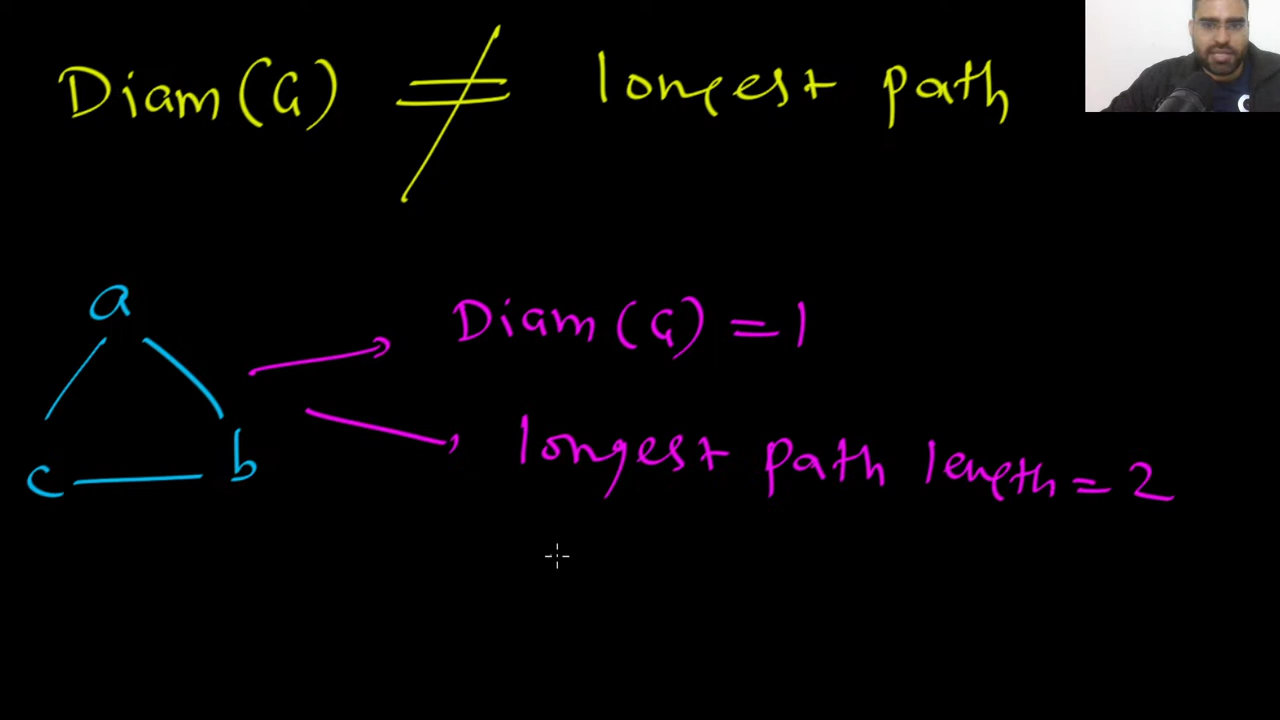 Diam(G) ≠ longest path
a
Diam(G) = 1
c
b
longest path length = 2